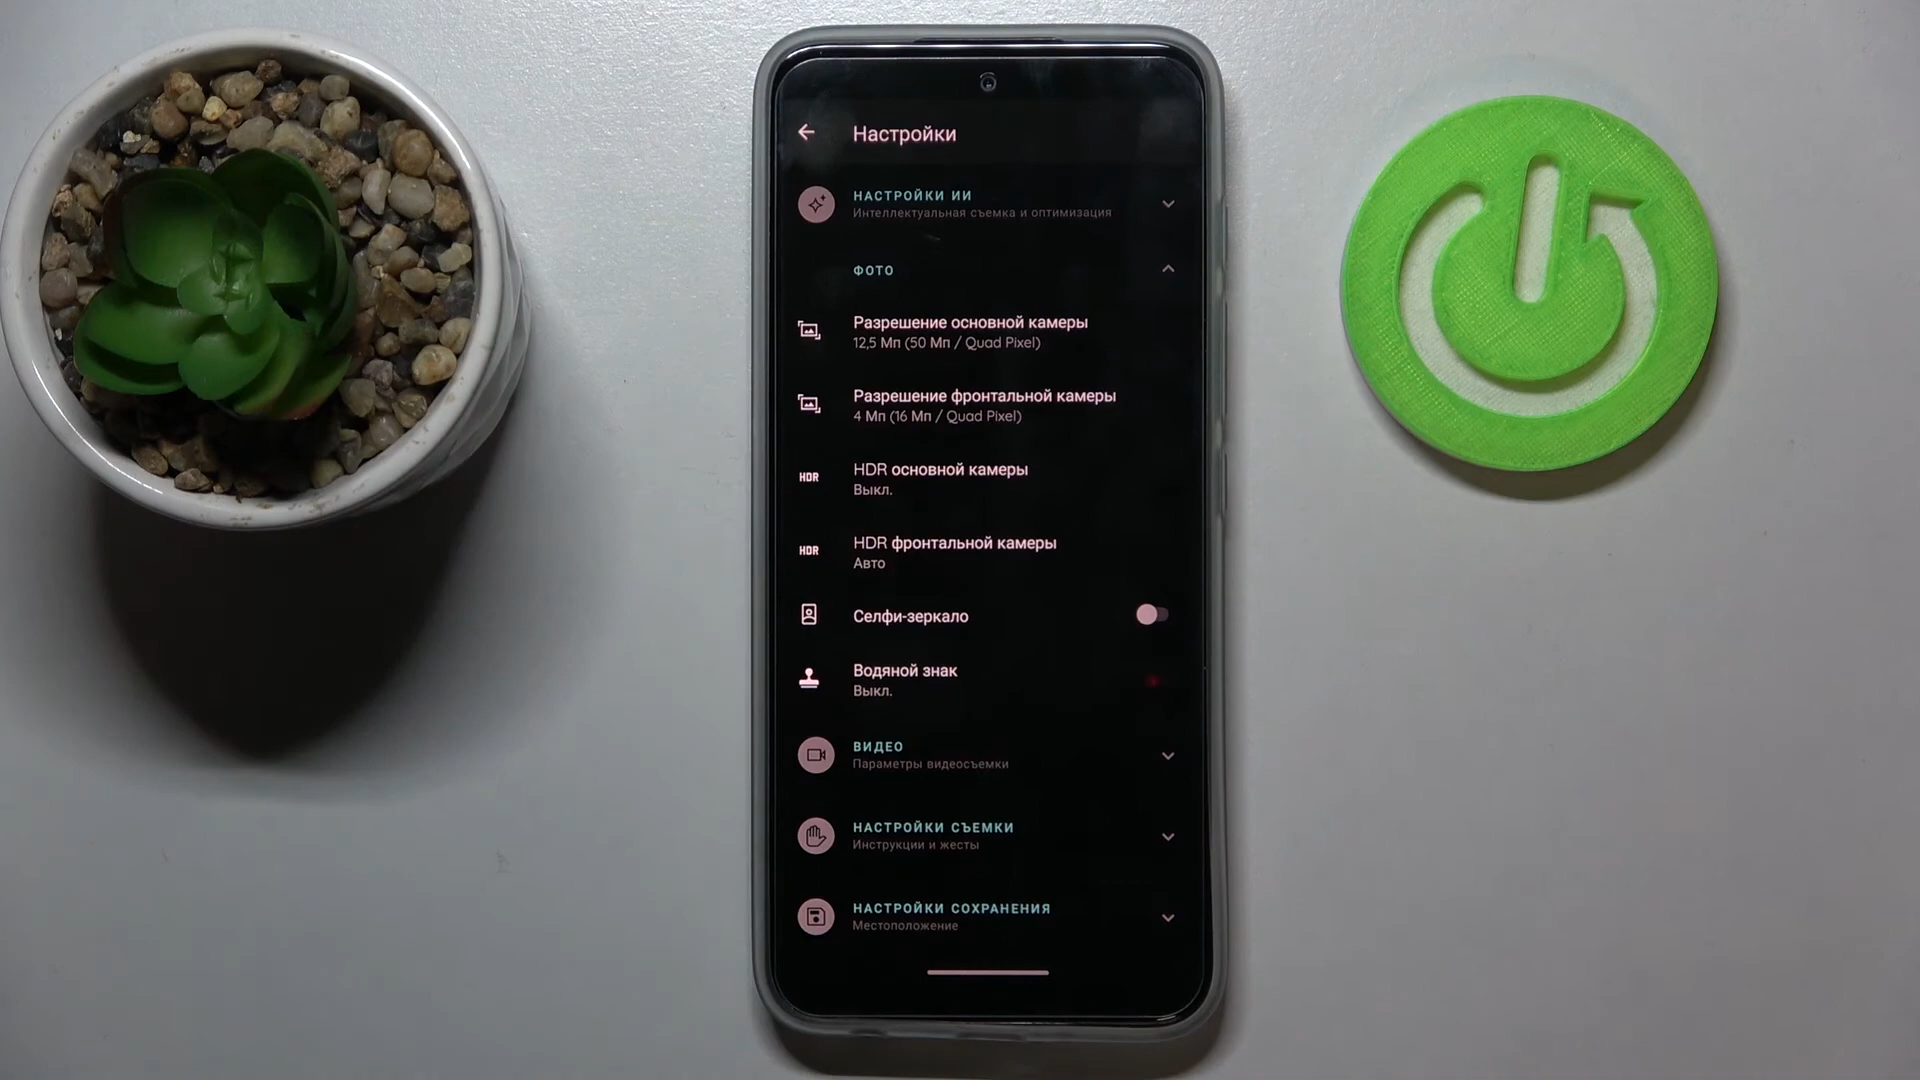 Настройки
НАСТРОЙКИ ИИ
Интеллектуальная съемка и оптимизация
ФОТО
Разрешение основной камеры
12,5 Мп (50 Мп / Quad Pixel)
Разрешение фронтальной камеры
4 Мп (16 Мп / Quad Pixel)
HDR
HDR основной камеры
Выкл.
HDR
HDR фронтальной камеры
Авто
Селфи-зеркало
Водяной знак
Выкл.
ВИДЕО
Параметры видеосъемки
НАСТРОЙКИ СЪЕМКИ
Инструкции и жесты
НАСТРОЙКИ СОХРАНЕНИЯ
Местоположение